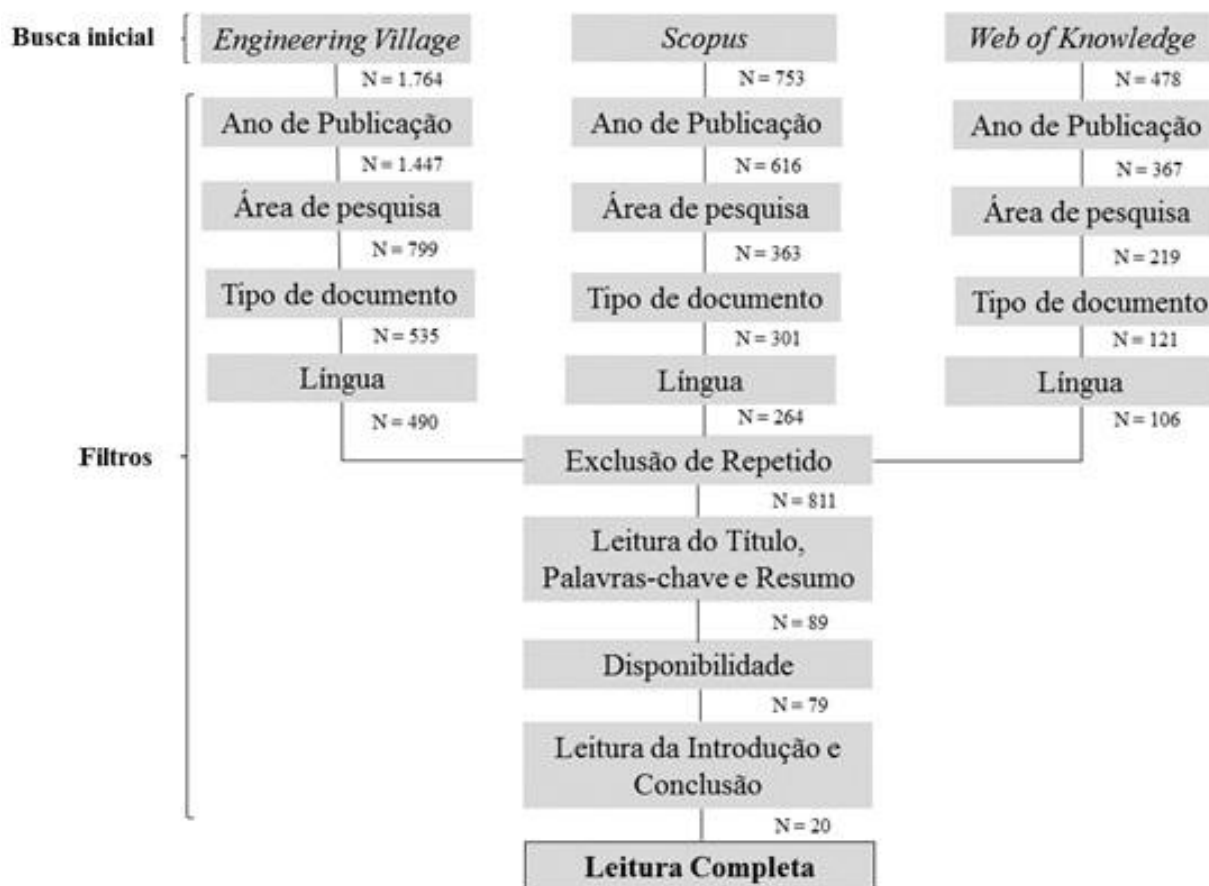 Busca inicial
Engineering Village
Scopus
Web of Knowledge
N = 1.764
N = 753
N = 478
Ano de Publicação
Ano de Publicação
Ano de Publicação
N = 1.447
N = 616
N = 367
Área de pesquisa
Área de pesquisa
Área de pesquisa
N = 799
N = 363
N = 219
Tipo de documento
Tipo de documento
Tipo de documento
N = 535
N = 301
N = 121
Língua
Língua
Língua
N = 490
N = 264
N = 106
Filtros
Exclusão de Repetido
N = 811
Leitura do Título,
Palavras-chave e Resumo
N = 89
Disponibilidade
N = 79
Leitura da Introdução e
Conclusão
N = 20
Leitura Completa